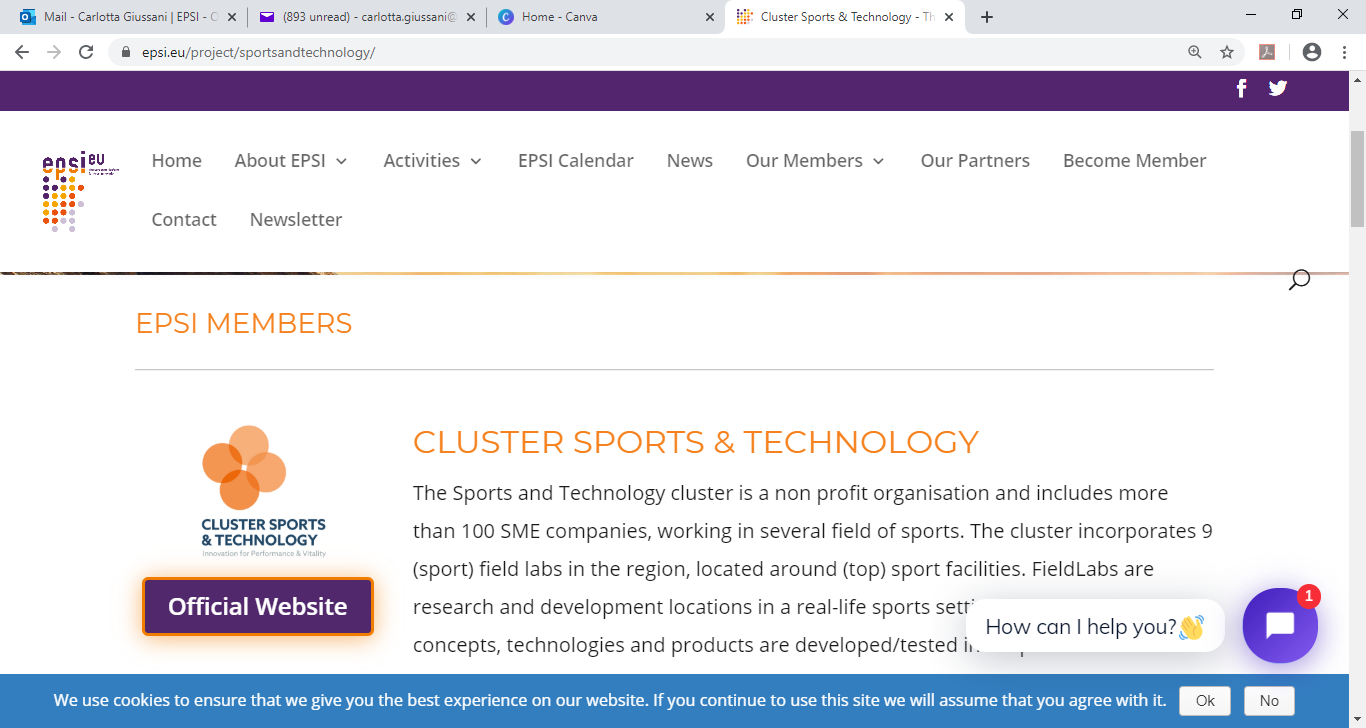 Mail - Carlotta Giussani | EPSI - O
(893 unread) - carlotta.giussani@
Home - Canva
Cluster Sports & Technology - Th
epsi.eu/project/sportsandtechnology/
epsi eu
Home
About EPSI
Activities
EPSI Calendar
News
Our Members
Our Partners
Become Member
Contact
Newsletter
EPSI MEMBERS
CLUSTER SPORTS
& TECHNOLOGY
Innovation for Performance & Vitality
Official Website
CLUSTER SPORTS & TECHNOLOGY
The Sports and Technology cluster is a non profit organisation and includes more
than 100 SME companies, working in several field of sports. The cluster incorporates 9
(sport) field labs in the region, located around (top) sport facilities. FieldLabs are
research and development locations in a real-life sports
concepts, technologies and products are developed/tested
How can I help you?👋
1
We use cookies to ensure that we give you the best experience on our website. If you continue to use this site we will assume that you agree with it.
Ok
No